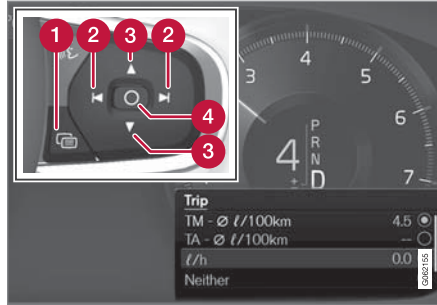 1
2
3
2
4
3
3
4
5
6
7
4
P
R
N
± D
Trip
TM - Ø ℓ/100km 4.5
TA - Ø ℓ/100km --
ℓ/h 0.0
Neither
G062155